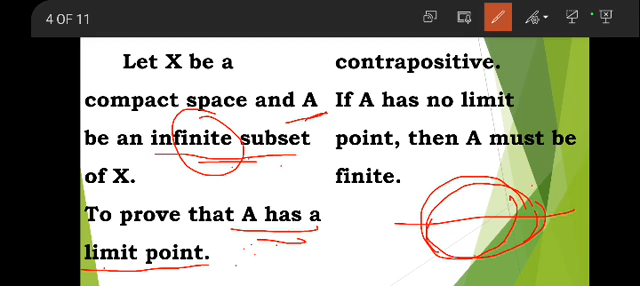 4 OF 11
Let X be a
compact space and A
be an infinite subset
of X.
To prove that A has a
limit point.
contrapositive.
If A has no limit
point, then A must be
finite.